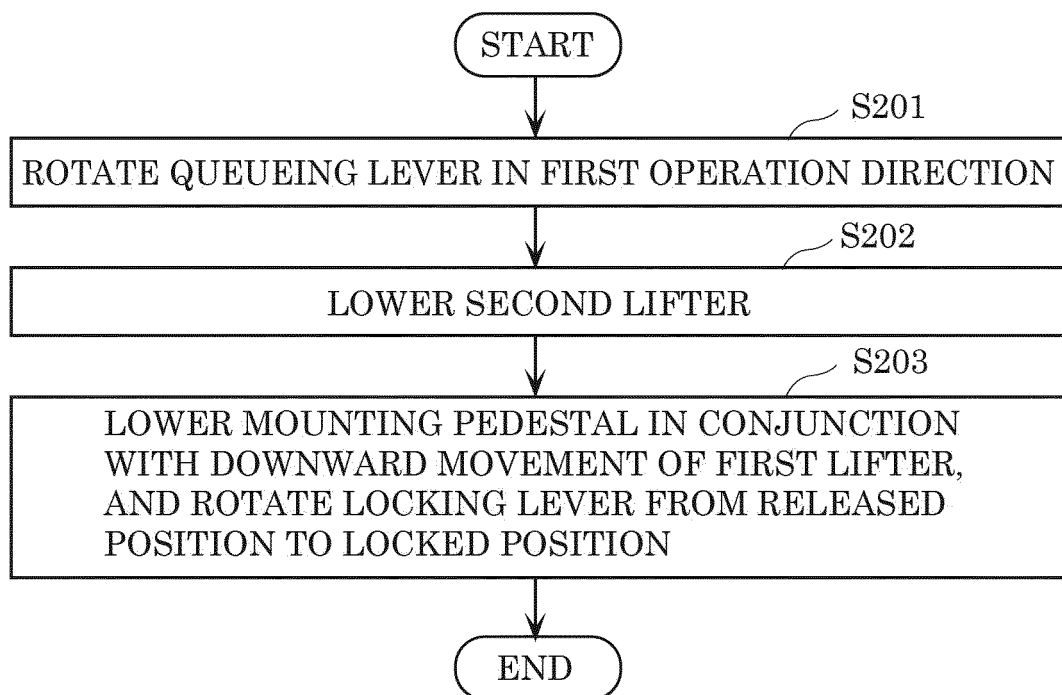 START
S201
ROTATE QUEUEING LEVER IN FIRST OPERATION DIRECTION
S202
LOWER SECOND LIFTER
S203
LOWER MOUNTING PEDESTAL IN CONJUNCTION
WITH DOWNWARD MOVEMENT OF FIRST LIFTER,
AND ROTATE LOCKING LEVER FROM RELEASED
POSITION TO LOCKED POSITION
END